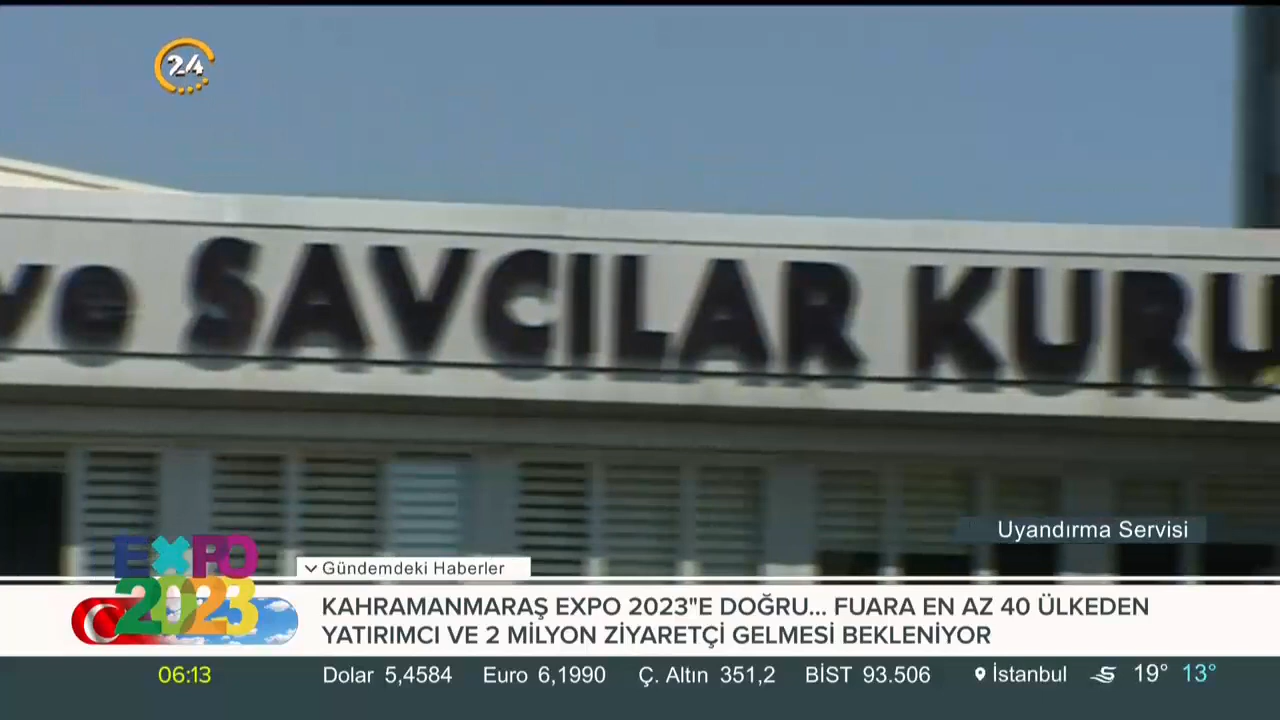 24
ve SAVCILAR KURU
Uyandırma Servisi
EXPO
2023
Gündemdeki Haberler
KAHRAMANMARAŞ EXPO 2023"E DOĞRU... FUARA EN AZ 40 ÜLKEDEN
YATIRIMCI VE 2 MİLYON ZİYARETÇİ GELMESİ BEKLENİYOR
06:13 Dolar 5,4584 Euro 6,1990 Ç. Altın 351,2 BİST 93.506 İstanbul 19° 13°